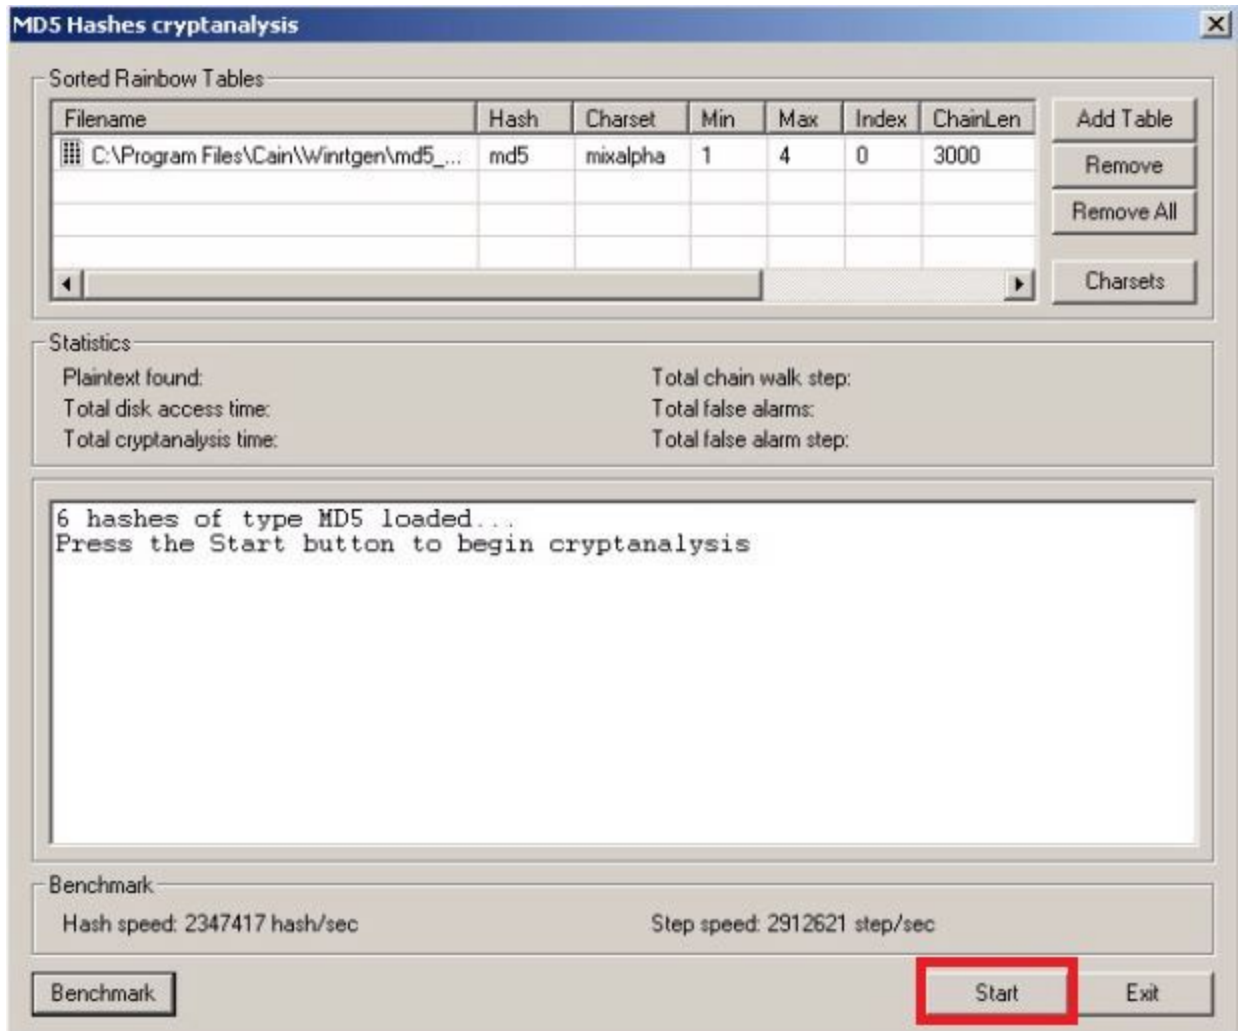 MD5 Hashes cryptanalysis
Sorted Rainbow Tables
Filename Hash Charset Min Max Index ChainLen
C:\Program Files\Cain\Winrtgen\md5_... md5 mixalpha 1 4 0 3000
Add Table
Remove
Remove All
Charsets
Statistics
Plaintext found: Total chain walk step:
Total disk access time: Total false alarms:
Total cryptanalysis time: Total false alarm step:
6 hashes of type MD5 loaded...
Press the Start button to begin cryptanalysis
Benchmark
Hash speed: 2347417 hash/sec Step speed: 2912621 step/sec
Benchmark Start Exit